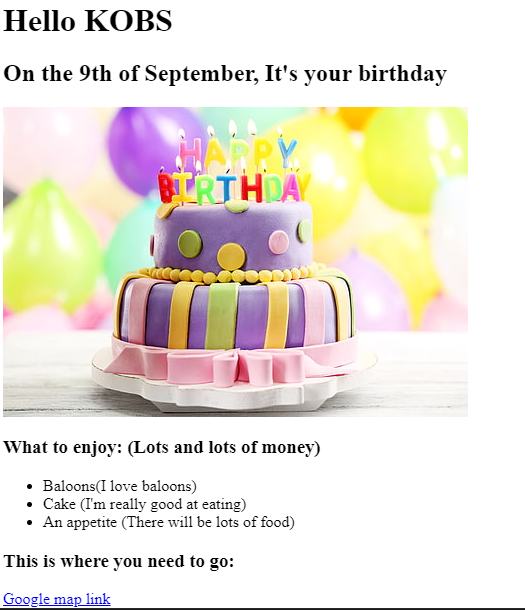 Hello KOBS
On the 9th of September, It's your birthday
HAPPY
BIRTHDAY
What to enjoy: (Lots and lots of money)
Baloons(I love baloons)
Cake (I'm really good at eating)
An appetite (There will be lots of food)
This is where you need to go:
Google map link